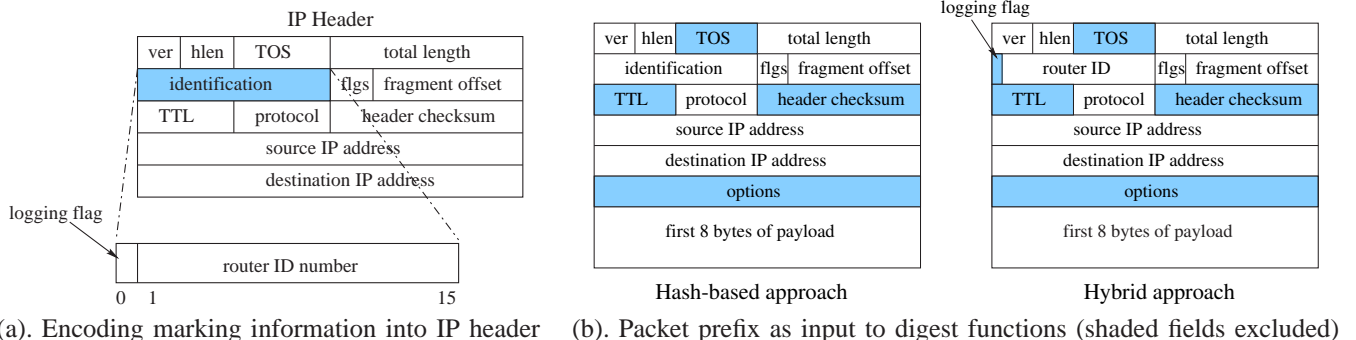 IP Header
ver hlen TOS total length
identification flgs fragment offset
TTL protocol header checksum
source IP address
destination IP address
logging flag
router ID number
0 1 15
(a). Encoding marking information into IP header
ver hlen TOS total length
identification flgs fragment offset
TTL protocol header checksum
source IP address
destination IP address
options
first 8 bytes of payload
Hash-based approach
logging flag
ver hlen TOS total length
router ID flgs fragment offset
TTL protocol header checksum
source IP address
destination IP address
options
first 8 bytes of payload
Hybrid approach
(b). Packet prefix as input to digest functions (shaded fields excluded)